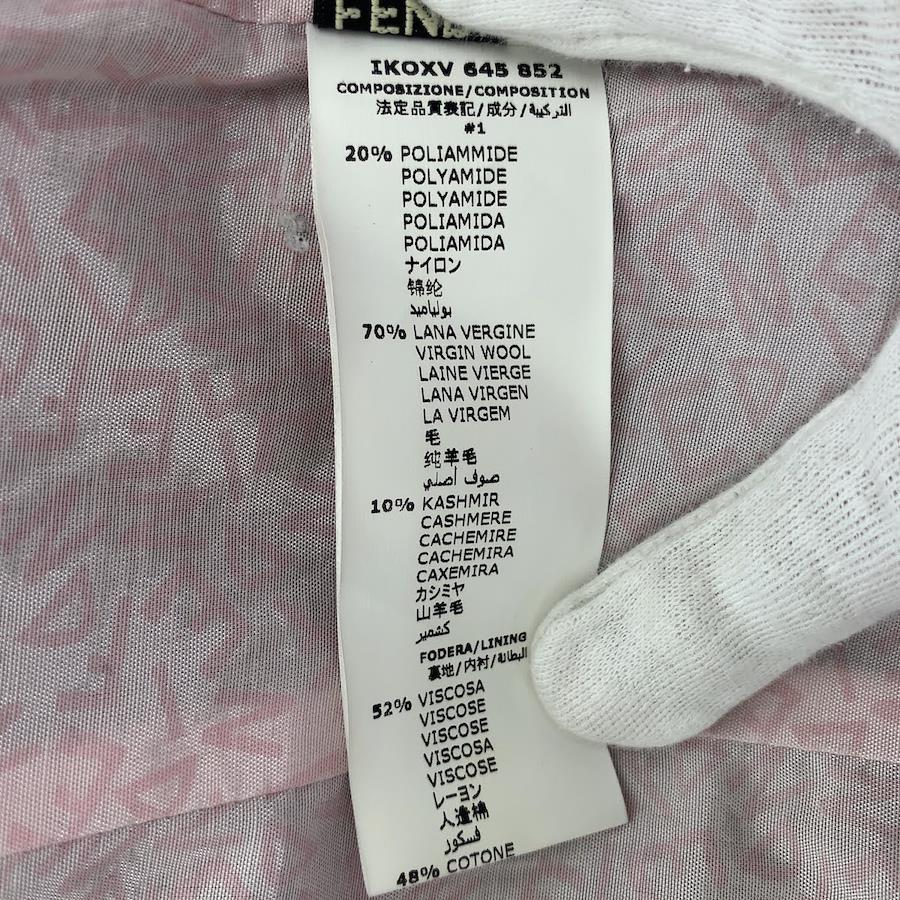 FEND
IKOXV 645 852
COMPOSIZIONE/COMPOSITION
法定品質表記/成分/التركيبة
#1
20% POLIAMMIDE
POLYAMIDE
POLYAMIDE
POLIAMIDA
POLIAMIDA
ナイロン
锦纶
بولياميد
70% LANA VERGINE
VIRGIN WOOL
LAINE VIERGE
LANA VIRGEN
LA VIRGEM
毛
纯羊毛
صوف أصلي
10% KASHMIR
CASHMERE
CACHEMIRE
CACHEMIRA
CAXEMIRA
カシミヤ
山羊毛
كشمير
FODERA/LINING
裏地/内衬/البطانة
52% VISCOSA
VISCOSE
VISCOSE
VISCOSA
VISCOSE
レーヨン
人造棉
فسكور
48% COTONE